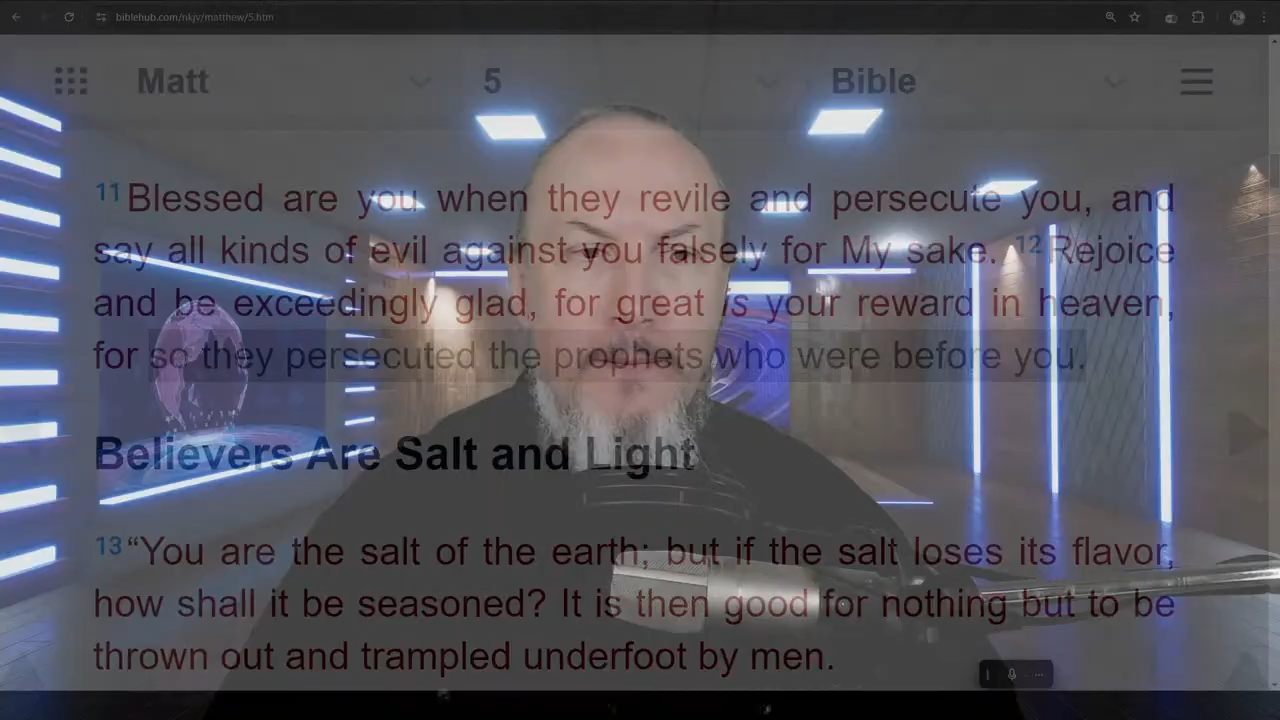 biblehub.com/nkjv/matthew/5.htm
Matt 5 Bible
11 Blessed are you when they revile and persecute you, and
say all kinds of evil against you falsely for My sake. 12 Rejoice
and be exceedingly glad, for great is your reward in heaven,
for so they persecuted the prophets who were before you.
Believers Are Salt and Light
13 “You are the salt of the earth; but if the salt loses its flavor,
how shall it be seasoned? It is then good for nothing but to be
thrown out and trampled underfoot by men.